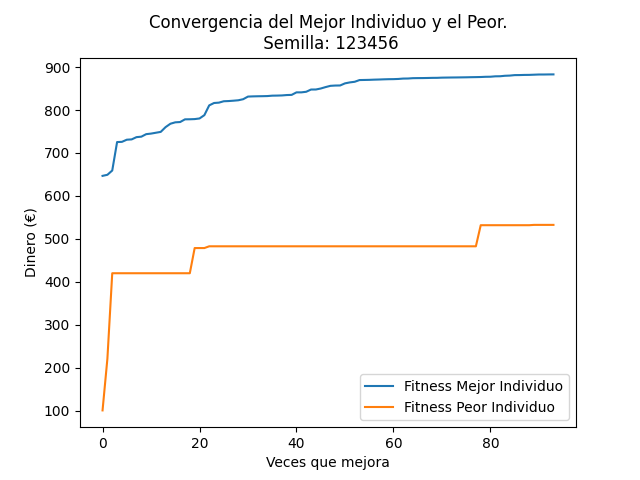 Convergencia del Mejor Individuo y el Peor.
Semilla: 123456
900
800
700
600
500
400
300
200
100
Dinero (€)
0
20
40
60
80
Veces que mejora
Fitness Mejor Individuo
Fitness Peor Individuo